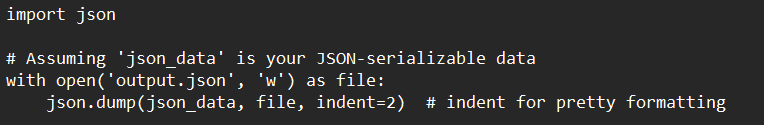 import json
# Assuming 'json_data' is your JSON-serializable data
with open('output.json', 'w') as file:
    json.dump(json_data, file, indent=2)  # indent for pretty formatting